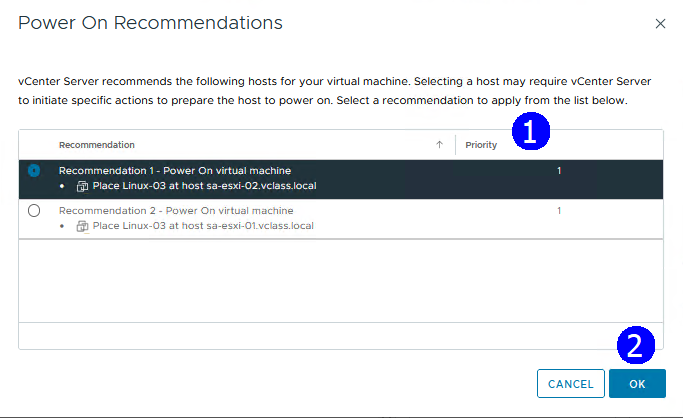 Power On Recommendations
vCenter Server recommends the following hosts for your virtual machine. Selecting a host may require vCenter Server
to initiate specific actions to prepare the host to power on. Select a recommendation to apply from the list below.
1
Recommendation Priority
Recommendation 1 - Power On virtual machine 1
• Place Linux-03 at host sa-esxi-02.vclass.local
Recommendation 2 - Power On virtual machine 1
• Place Linux-03 at host sa-esxi-01.vclass.local
2
CANCEL OK